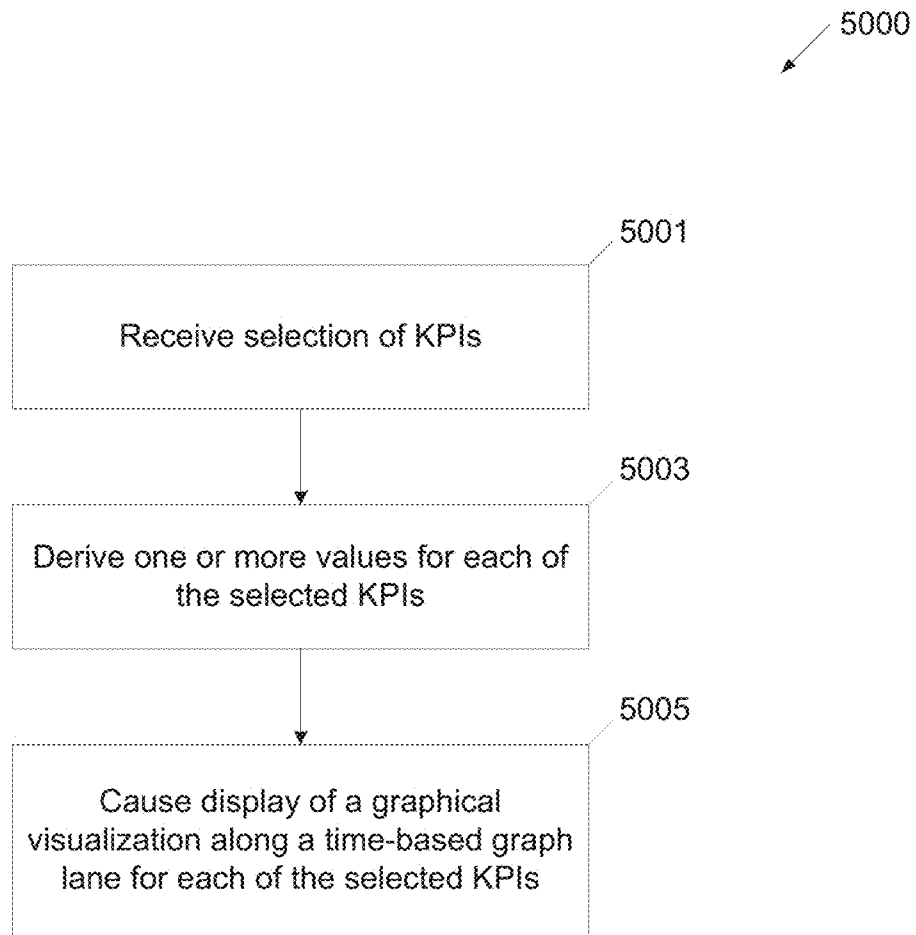 5000
5001
Receive selection of KPIs
5003
Derive one or more values for each of
the selected KPIs
5005
Cause display of a graphical
visualization along a time-based graph
lane for each of the selected KPIs